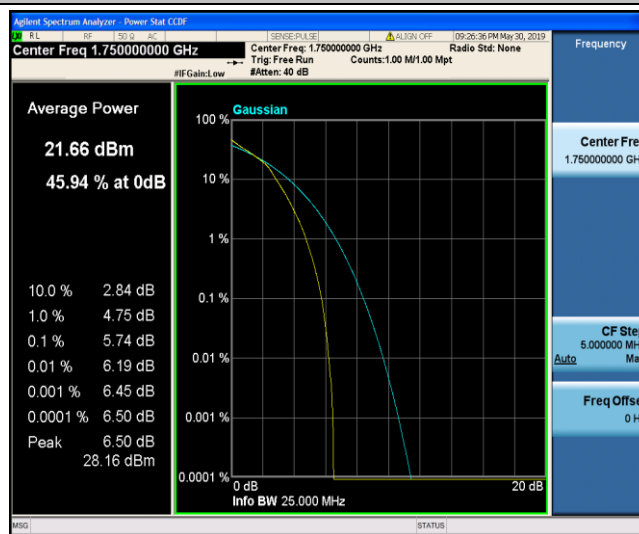 Agilent Spectrum Analyzer - Power Stat CCDF
RL RF 50 Ω AC SENSE:PULSE ALIGN OFF 09:26:36 PM May 30, 2019
Center Freq 1.750000000 GHz
Center Freq: 1.750000000 GHz Radio Std: None
Trig: Free Run Counts:1.00 M/1.00 Mpt
#IFGain:Low #Atten: 40 dB
Frequency
Average Power
21.66 dBm
45.94 % at 0dB
10.0 % 2.84 dB
1.0 % 4.75 dB
0.1 % 5.74 dB
0.01 % 6.19 dB
0.001 % 6.45 dB
0.0001 % 6.50 dB
Peak 6.50 dB
28.16 dBm
Gaussian
100 %
10 %
1 %
0.1 %
0.01 %
0.001 %
0.0001 %
0 dB 20 dB
Info BW 25.000 MHz
Center Fre
1.750000000 GH
CF Ste
5.000000 MH
Auto Ma
Freq Offse
0 H
MSG STATUS